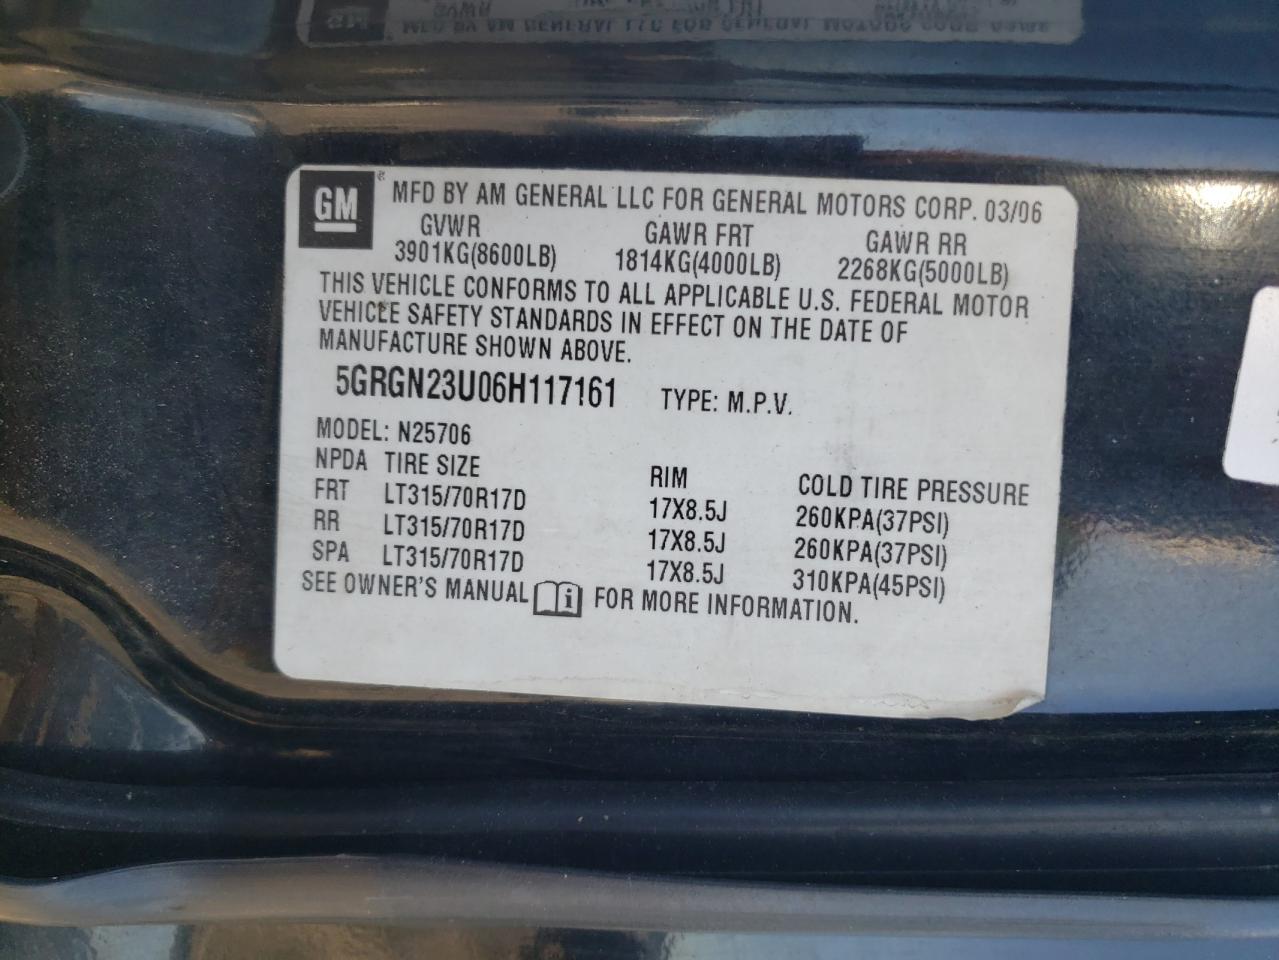 GM ® MFD BY AM GENERAL LLC FOR GENERAL MOTORS CORP. 03/06
GVWR GAWR FRT GAWR RR
3901KG(8600LB) 1814KG(4000LB) 2268KG(5000LB)
THIS VEHICLE CONFORMS TO ALL APPLICABLE U.S. FEDERAL MOTOR
VEHICLE SAFETY STANDARDS IN EFFECT ON THE DATE OF
MANUFACTURE SHOWN ABOVE.
5GRGN23U06H117161 TYPE: M.P.V.
MODEL: N25706
NPDA TIRE SIZE RIM COLD TIRE PRESSURE
FRT LT315/70R17D 17X8.5J 260KPA(37PSI)
RR LT315/70R17D 17X8.5J 260KPA(37PSI)
SPA LT315/70R17D 17X8.5J 310KPA(45PSI)
SEE OWNER'S MANUAL i FOR MORE INFORMATION.